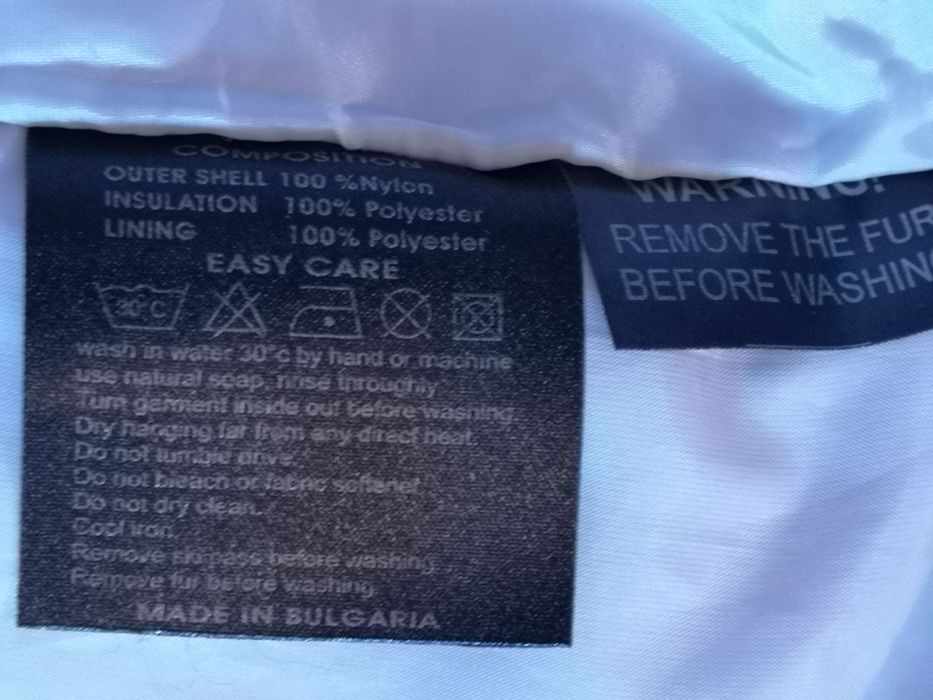 COMPOSITION
OUTER SHELL 100 %Nylon
INSULATION 100% Polyester
LINING 100% Polyester
EASY CARE
30°C
wash in water 30°c by hand or machine
use natural soap, rinse throughly
Turn garment inside out before washing.
Dry hanging far from any direct heat.
Do not tumble drive.
Do not bleach or fabric softener.
Do not dry clean.
Cool iron.
Remove ski pass before washing.
Remove fur before washing.
MADE IN BULGARIA
WARNING!
REMOVE THE FUR
BEFORE WASHING